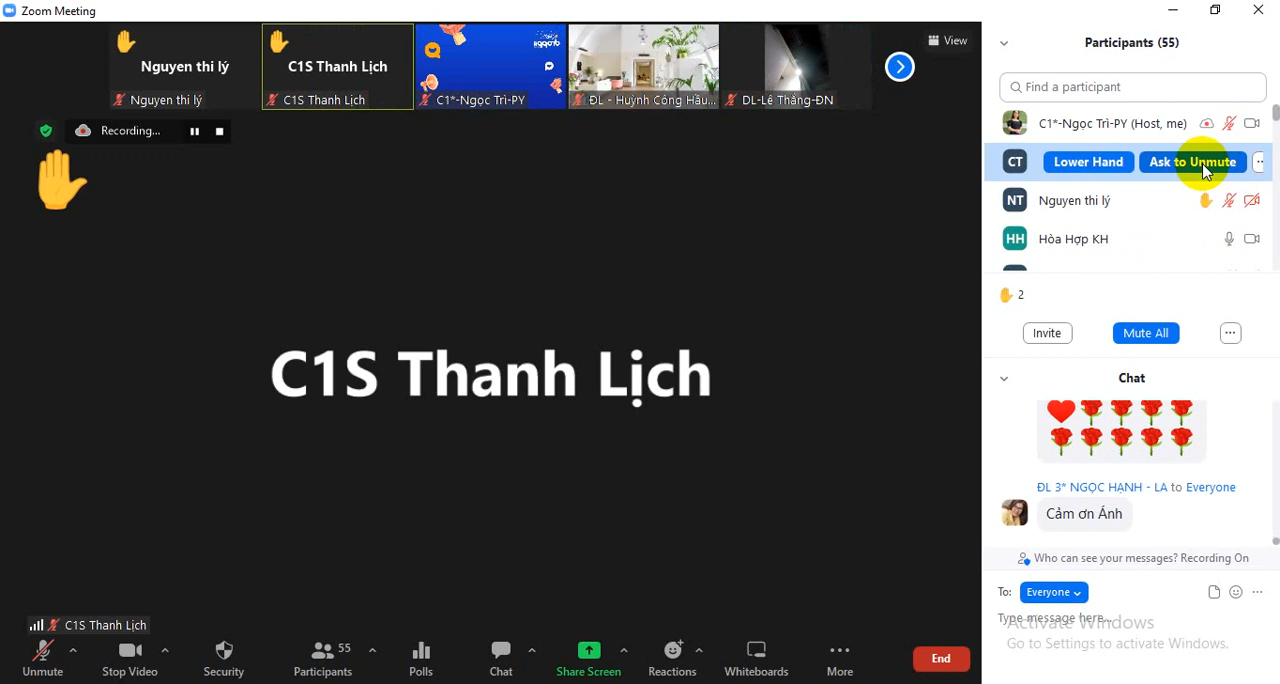 Zoom Meeting
Nguyen thi lý
Nguyen thi lý
C1S Thanh Lịch
C1S Thanh Lịch
C1*-Ngọc Trì-PY
ĐL - Huỳnh Công Hầu...
DL-Lê Thắng-ĐN
View
Recording...
C1S Thanh Lịch
C1S Thanh Lịch
Unmute
Stop Video
Security
55
Participants
Polls
Chat
Share Screen
Reactions
Whiteboards
More
End
Participants (55)
Find a participant
C1*-Ngọc Trì-PY (Host, me)
CT
Lower Hand
Ask to Unmute
NT
Nguyen thi lý
HH
Hòa Hợp KH
2
Invite
Mute All
Chat
ĐL 3* NGỌC HẠNH - LA to Everyone
Cảm ơn Ánh
Who can see your messages? Recording On
To: Everyone
Type message here...
Activate Windows
Go to Settings to activate Windows.